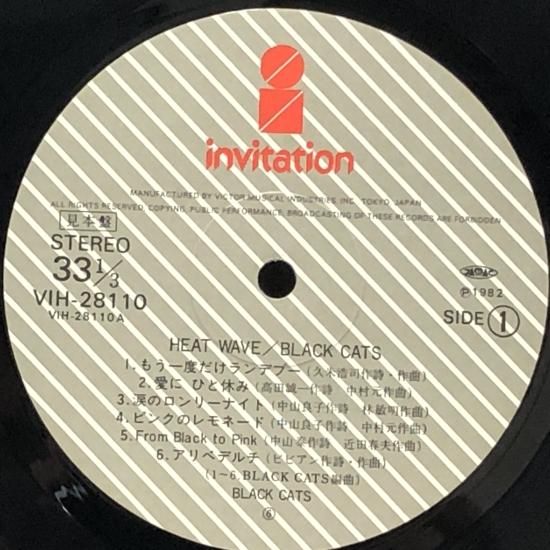 invitation
MANUFACTURED BY VICTOR MUSICAL INDUSTRIES, INC. TOKYO, JAPAN
ALL RIGHTS RESERVED, COPYING, PUBLIC PERFORMANCE, BROADCASTING OF THESE RECORDS ARE FORBIDDEN
見本盤
STEREO
33 1/3
VIH-28110
VIH-28110A
JASRAC
Ⓟ1982
SIDE 1
HEAT WAVE/BLACK CATS
1.もう一度だけランデブー(久米浩司作詩・作曲)
2.愛に ひと休み(高田誠一作詩 中村元作曲)
3.涙のロンリーナイト(中山良子作詩 林敏明作曲)
4.ピンクのレモネード(中山良子作詩 中村元作曲)
5.From Black to Pink(中山泰作詩 近田春夫作曲)
6.アリベデルチ(ビビアン作詩・作曲)
(1~6.BLACK CATS編曲)
BLACK CATS
⑥